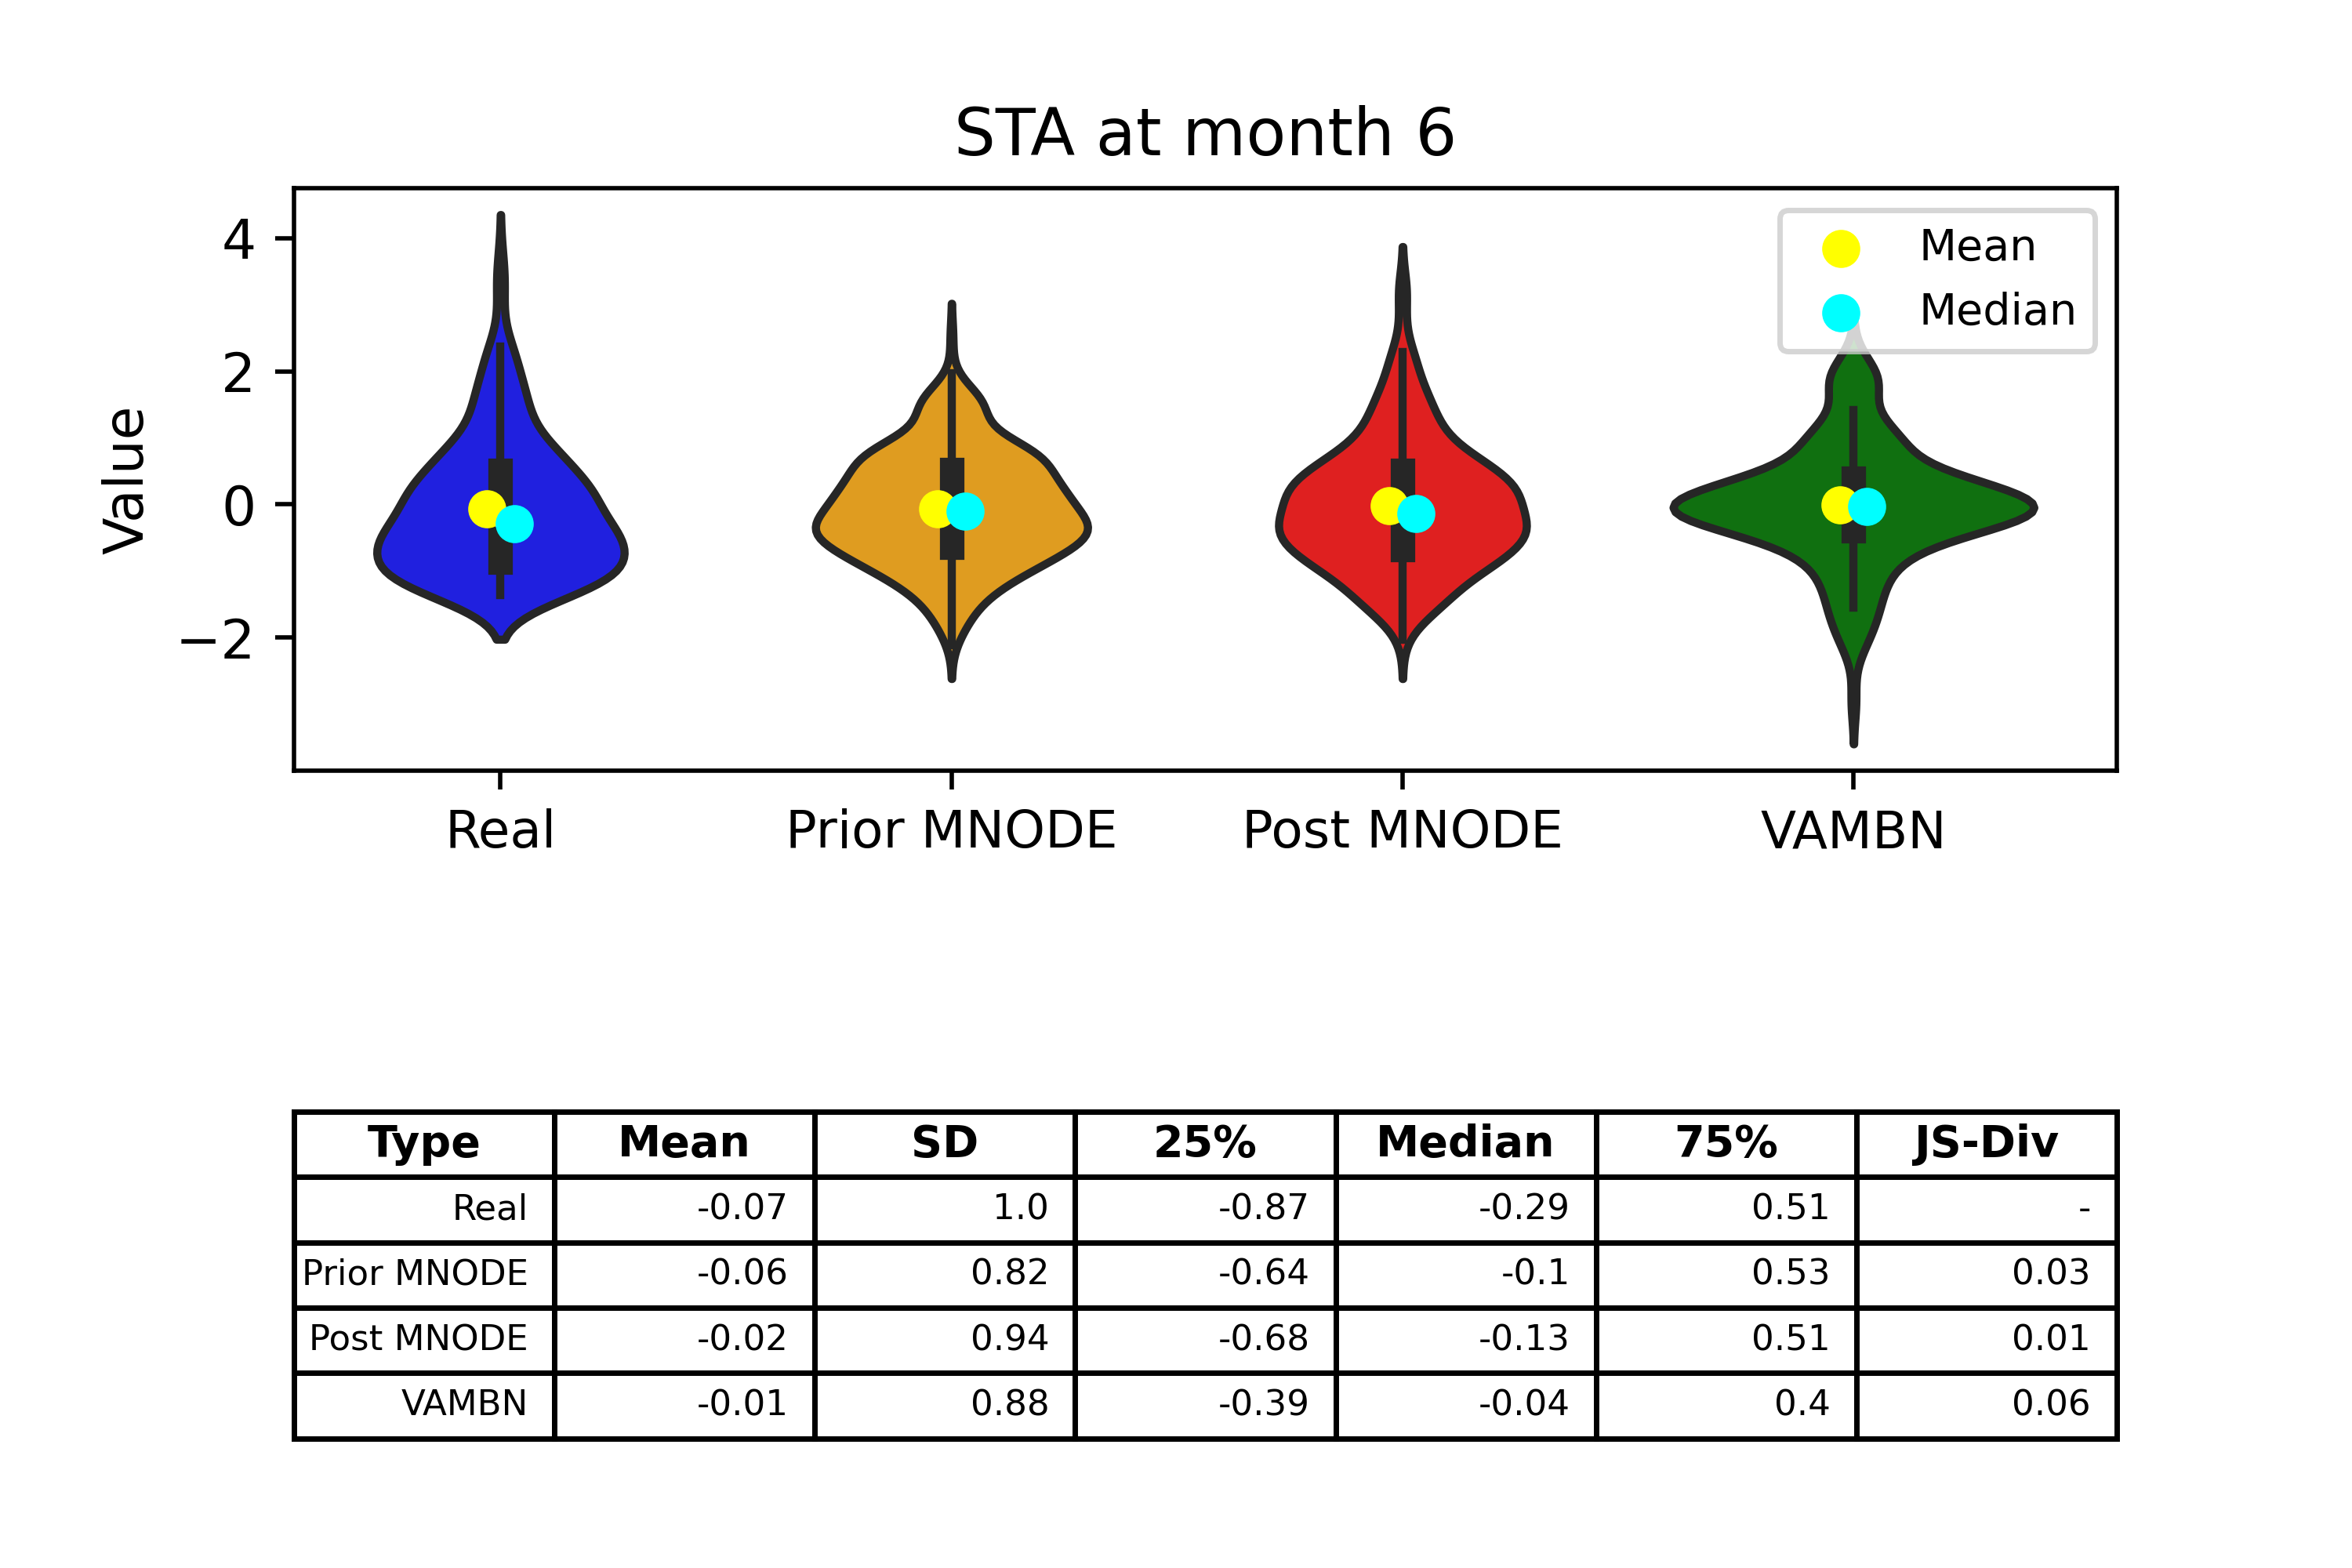 STA at month 6
Value
4
2
0
−2
Mean
Median
Real Prior MNODE Post MNODE VAMBN
Type Mean SD 25% Median 75% JS-Div
Real -0.07 1.0 -0.87 -0.29 0.51 -
Prior MNODE -0.06 0.82 -0.64 -0.1 0.53 0.03
Post MNODE -0.02 0.94 -0.68 -0.13 0.51 0.01
VAMBN -0.01 0.88 -0.39 -0.04 0.4 0.06